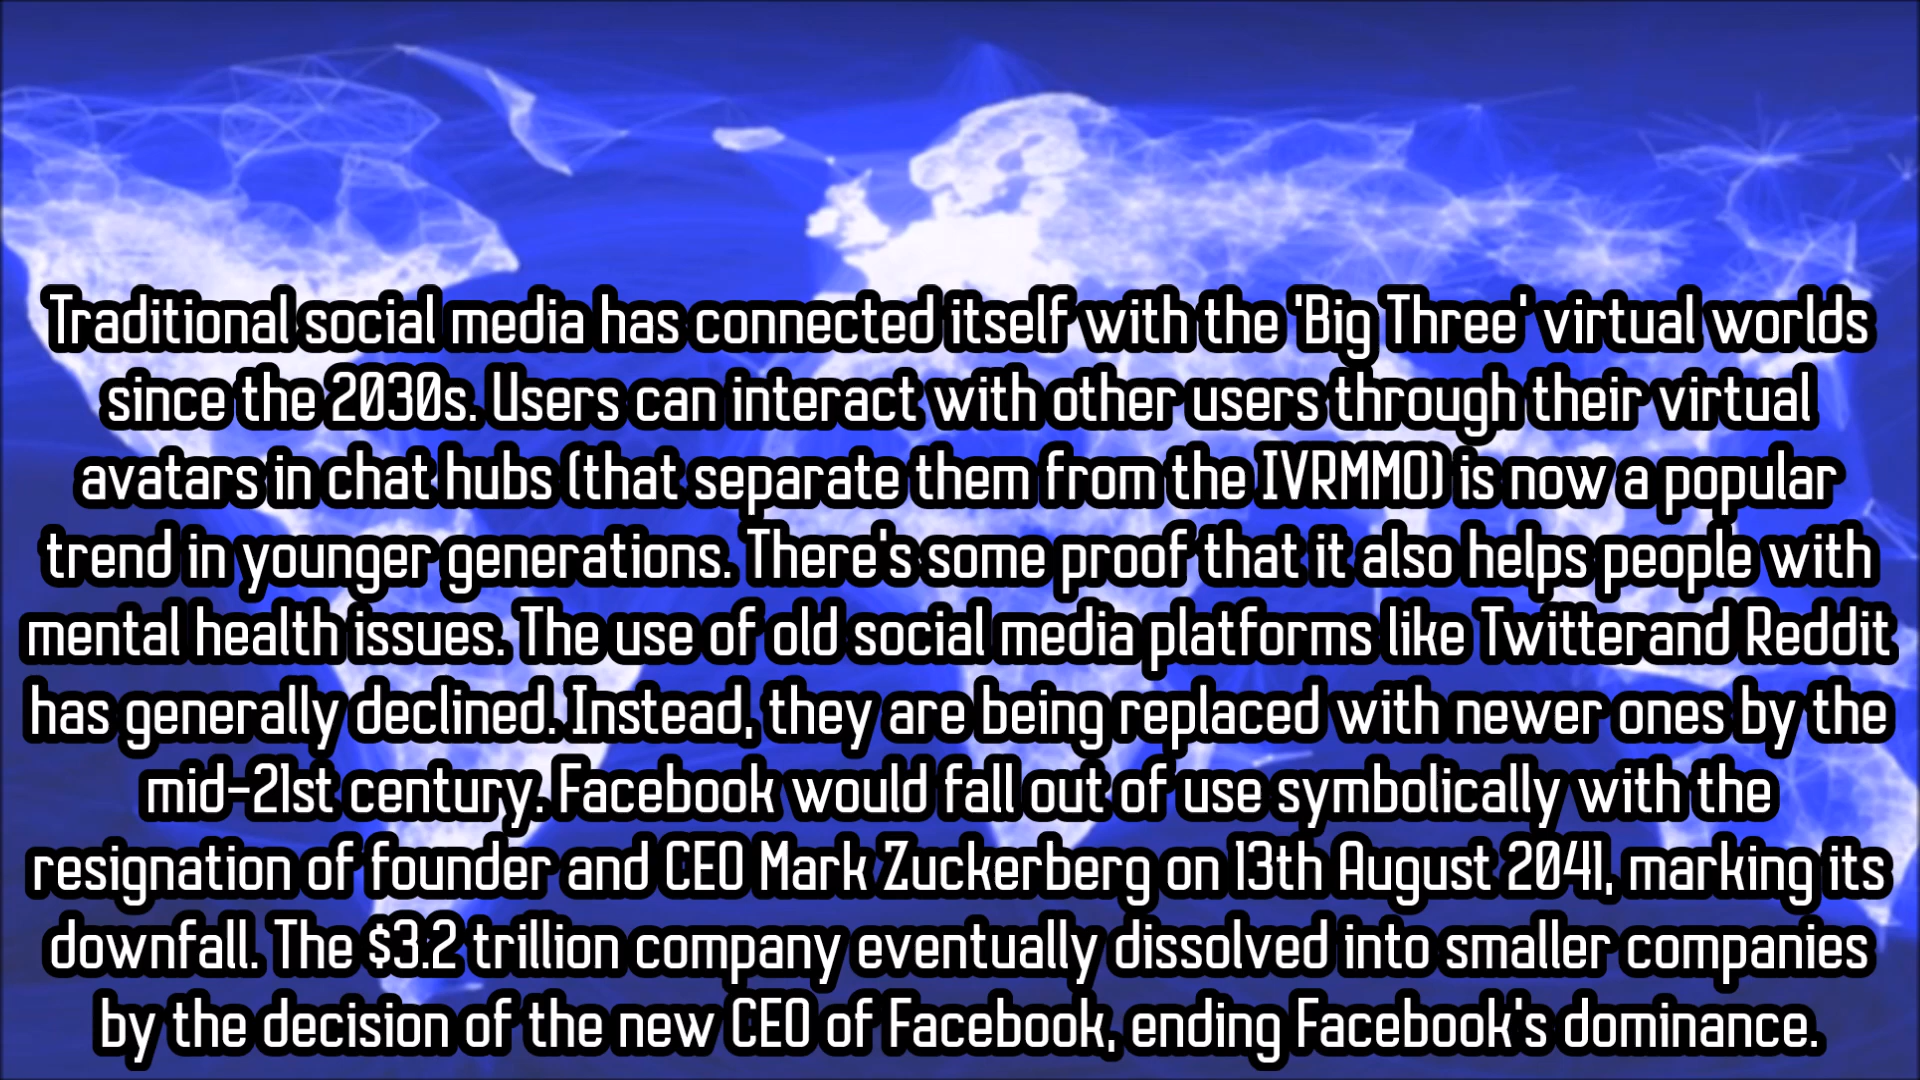 Traditional social media has connected itself with the 'Big Three' virtual worlds
since the 2030s. Users can interact with other users through their virtual
avatars in chat hubs (that separate them from the IVRMMO) is now a popular
trend in younger generations. There's some proof that it also helps people with
mental health issues. The use of old social media platforms like Twitterand Reddit
has generally declined. Instead, they are being replaced with newer ones by the
mid-21st century. Facebook would fall out of use symbolically with the
resignation of founder and CEO Mark Zuckerberg on 13th August 2041, marking its
downfall. The $3.2 trillion company eventually dissolved into smaller companies
by the decision of the new CEO of Facebook, ending Facebook's dominance.